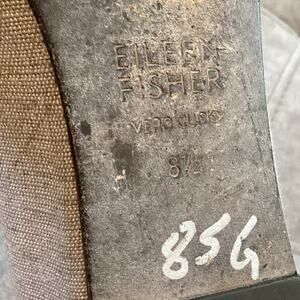 EILEEN
FISHER
VERO CUOIO
8½
85G